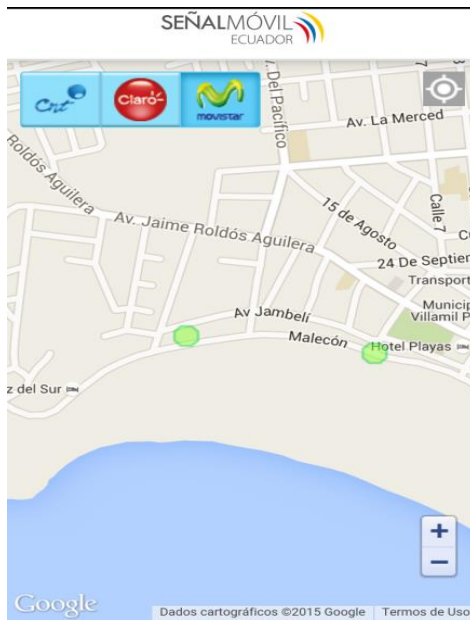 SEÑALMÓVIL
ECUADOR
Cnt
Claro
movistar
Av. Del Pacífico
Av. La Merced
Roldós Aguilera
Av. Jaime Roldós Aguilera
15 de Agosto
Calle 7
24 De Septier
Transport
Municip
Villamil P
Av Jambelí
Malecón
Hotel Playas
z del Sur
+
−
Google
Dados cartográficos ©2015 Google
Termos de Uso